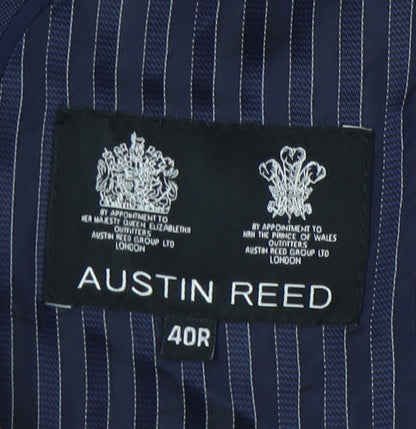 BY APPOINTMENT TO
HER MAJESTY QUEEN ELIZABETH II
OUTFITTERS
AUSTIN REED GROUP LTD
LONDON
BY APPOINTMENT TO
HRH THE PRINCE OF WALES
OUTFITTERS
AUSTIN REED GROUP LTD
LONDON
AUSTIN REED
40R